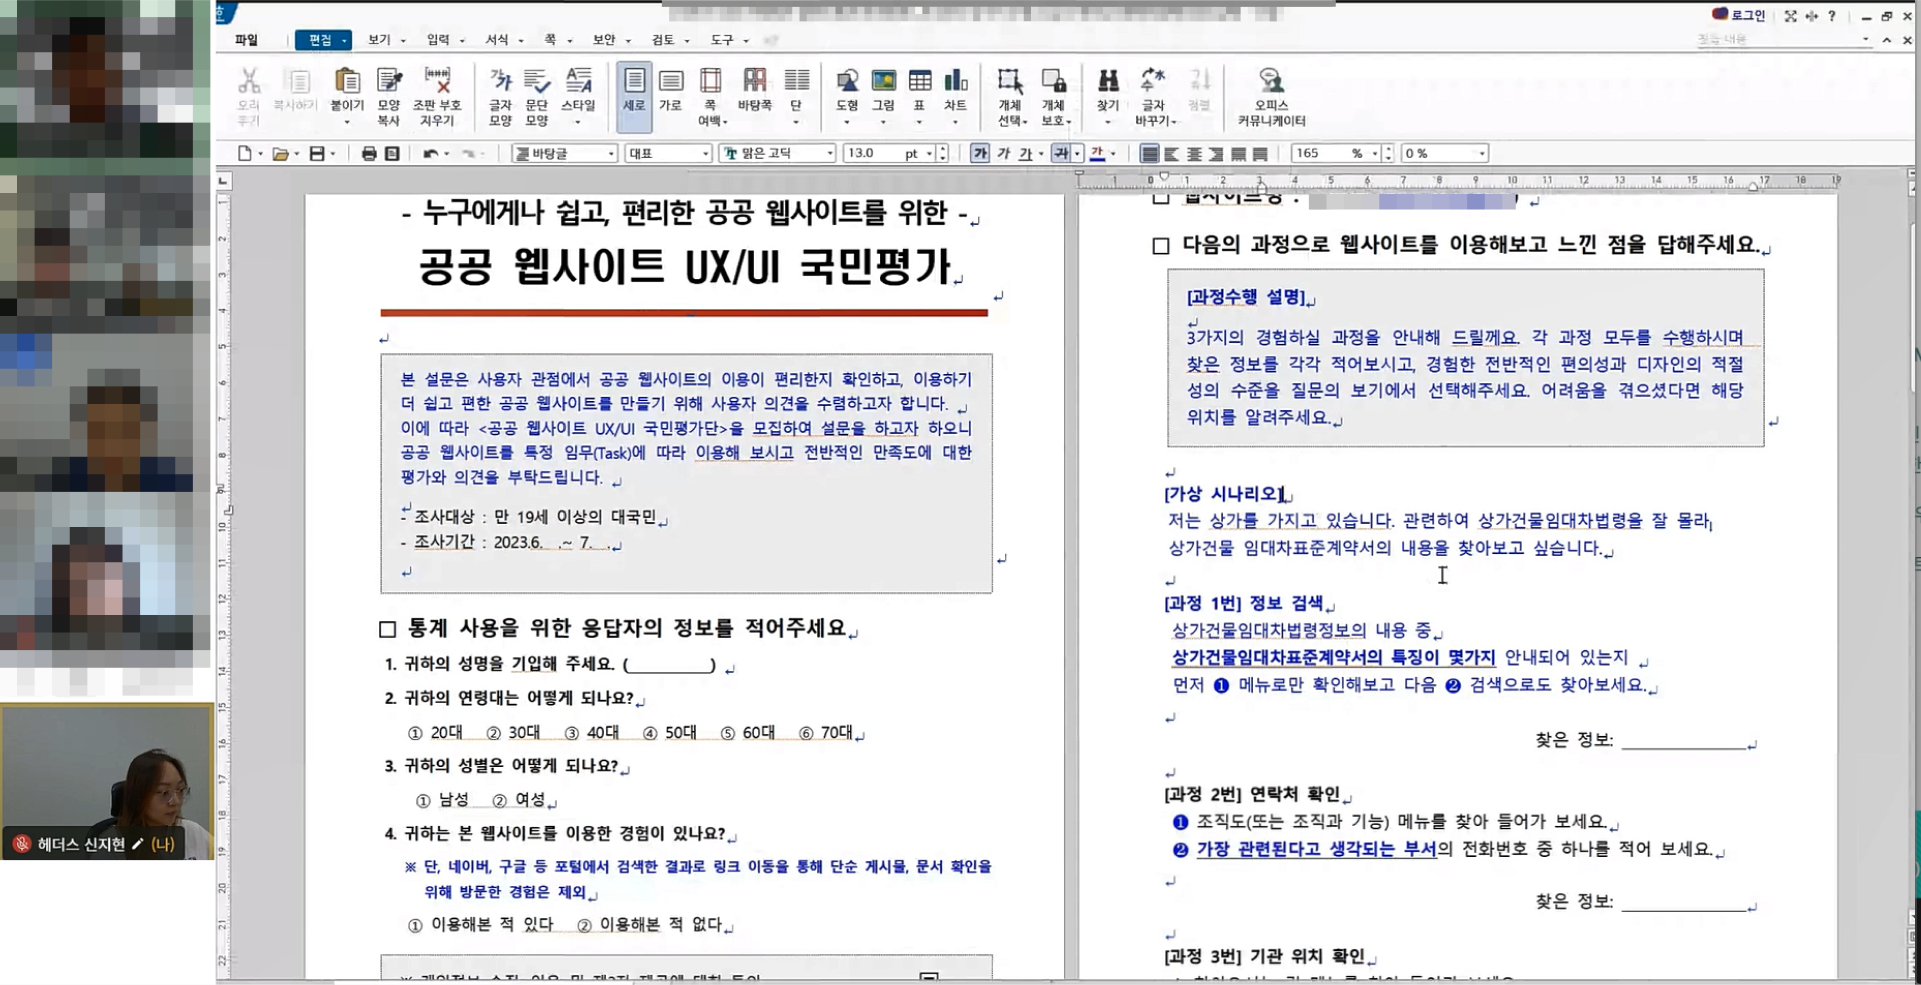 로그인
파일 편집 보기 입력 서식 쪽 보안 검토 도구
오려 복사하기 붙이기 모양 조판 부호 글자 문단 스타일 세로 가로 쪽 바탕쪽 단 도형 그림 표 차트 개체 개체 찾기 글자 정렬 오피스
두기 복사 지우기 모양 모양 여백 선택 보호 바꾸기 커뮤니케이터
바탕글 대표 맑은 고딕 13.0 pt 가 가 가 가 가 165 % 0 %
- 누구에게나 쉽고, 편리한 공공 웹사이트를 위한 -
공공 웹사이트 UX/UI 국민평가
본 설문은 사용자 관점에서 공공 웹사이트의 이용이 편리한지 확인하고, 이용하기
더 쉽고 편한 공공 웹사이트를 만들기 위해 사용자 의견을 수렴하고자 합니다.
이에 따라 <공공 웹사이트 UX/UI 국민평가단>을 모집하여 설문을 하고자 하오니
공공 웹사이트를 특정 임무(Task)에 따라 이용해 보시고 전반적인 만족도에 대한
평가와 의견을 부탁드립니다.
- 조사대상 : 만 19세 이상의 대국민
- 조사기간 : 2023.6. .~ 7. .
□ 통계 사용을 위한 응답자의 정보를 적어주세요
1. 귀하의 성명을 기입해 주세요. (__________)
2. 귀하의 연령대는 어떻게 되나요?
① 20대 ② 30대 ③ 40대 ④ 50대 ⑤ 60대 ⑥ 70대
3. 귀하의 성별은 어떻게 되나요?
① 남성 ② 여성
4. 귀하는 본 웹사이트를 이용한 경험이 있나요?
※ 단, 네이버, 구글 등 포털에서 검색한 결과로 링크 이동을 통해 단순 게시물, 문서 확인을
위해 방문한 경험은 제외
① 이용해본 적 있다 ② 이용해본 적 없다
□ 웹사이트명 :
□ 다음의 과정으로 웹사이트를 이용해보고 느낀 점을 답해주세요.
[과정수행 설명]
3가지의 경험하실 과정을 안내해 드릴께요. 각 과정 모두를 수행하시며
찾은 정보를 각각 적어보시고, 경험한 전반적인 편의성과 디자인의 적절
성의 수준을 질문의 보기에서 선택해주세요. 어려움을 겪으셨다면 해당
위치를 알려주세요.
[가상 시나리오]
저는 상가를 가지고 있습니다. 관련하여 상가건물임대차법령을 잘 몰라
상가건물 임대차표준계약서의 내용을 찾아보고 싶습니다.
[과정 1번] 정보 검색
상가건물임대차법령정보의 내용 중
상가건물임대차표준계약서의 특징이 몇가지 안내되어 있는지
먼저 ❶ 메뉴로만 확인해보고 다음 ❷ 검색으로도 찾아보세요.
찾은 정보: ____________
[과정 2번] 연락처 확인
❶ 조직도(또는 조직과 기능) 메뉴를 찾아 들어가 보세요.
❷ 가장 관련된다고 생각되는 부서의 전화번호 중 하나를 적어 보세요.
찾은 정보: ____________
[과정 3번] 기관 위치 확인
헤더스 신지현 (나)